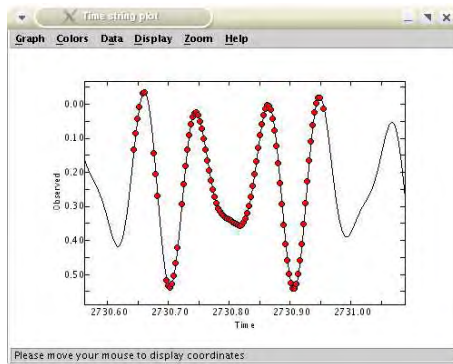 Time string plot
Graph Colors Data Display Zoom Help
0.00
0.10
0.20
0.30
0.40
0.50
Observed
2730.60 2730.70 2730.80 2730.90 2731.00
Time
Please move your mouse to display coordinates